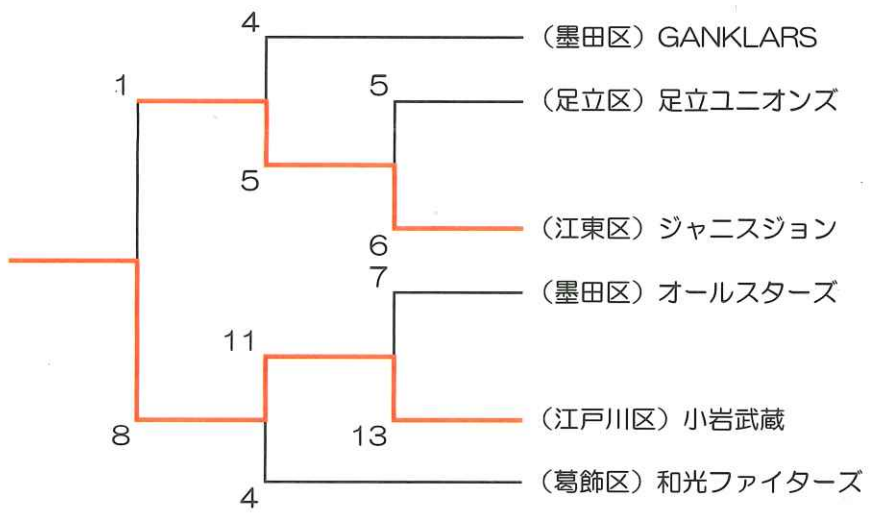 4
(墨田区) GANKLARS
1
5
(足立区) 足立ユニオンズ
5
6
(江東区) ジャニスジョン
7
(墨田区) オールスターズ
11
8
13
(江戸川区) 小岩武蔵
4
(葛飾区) 和光ファイターズ